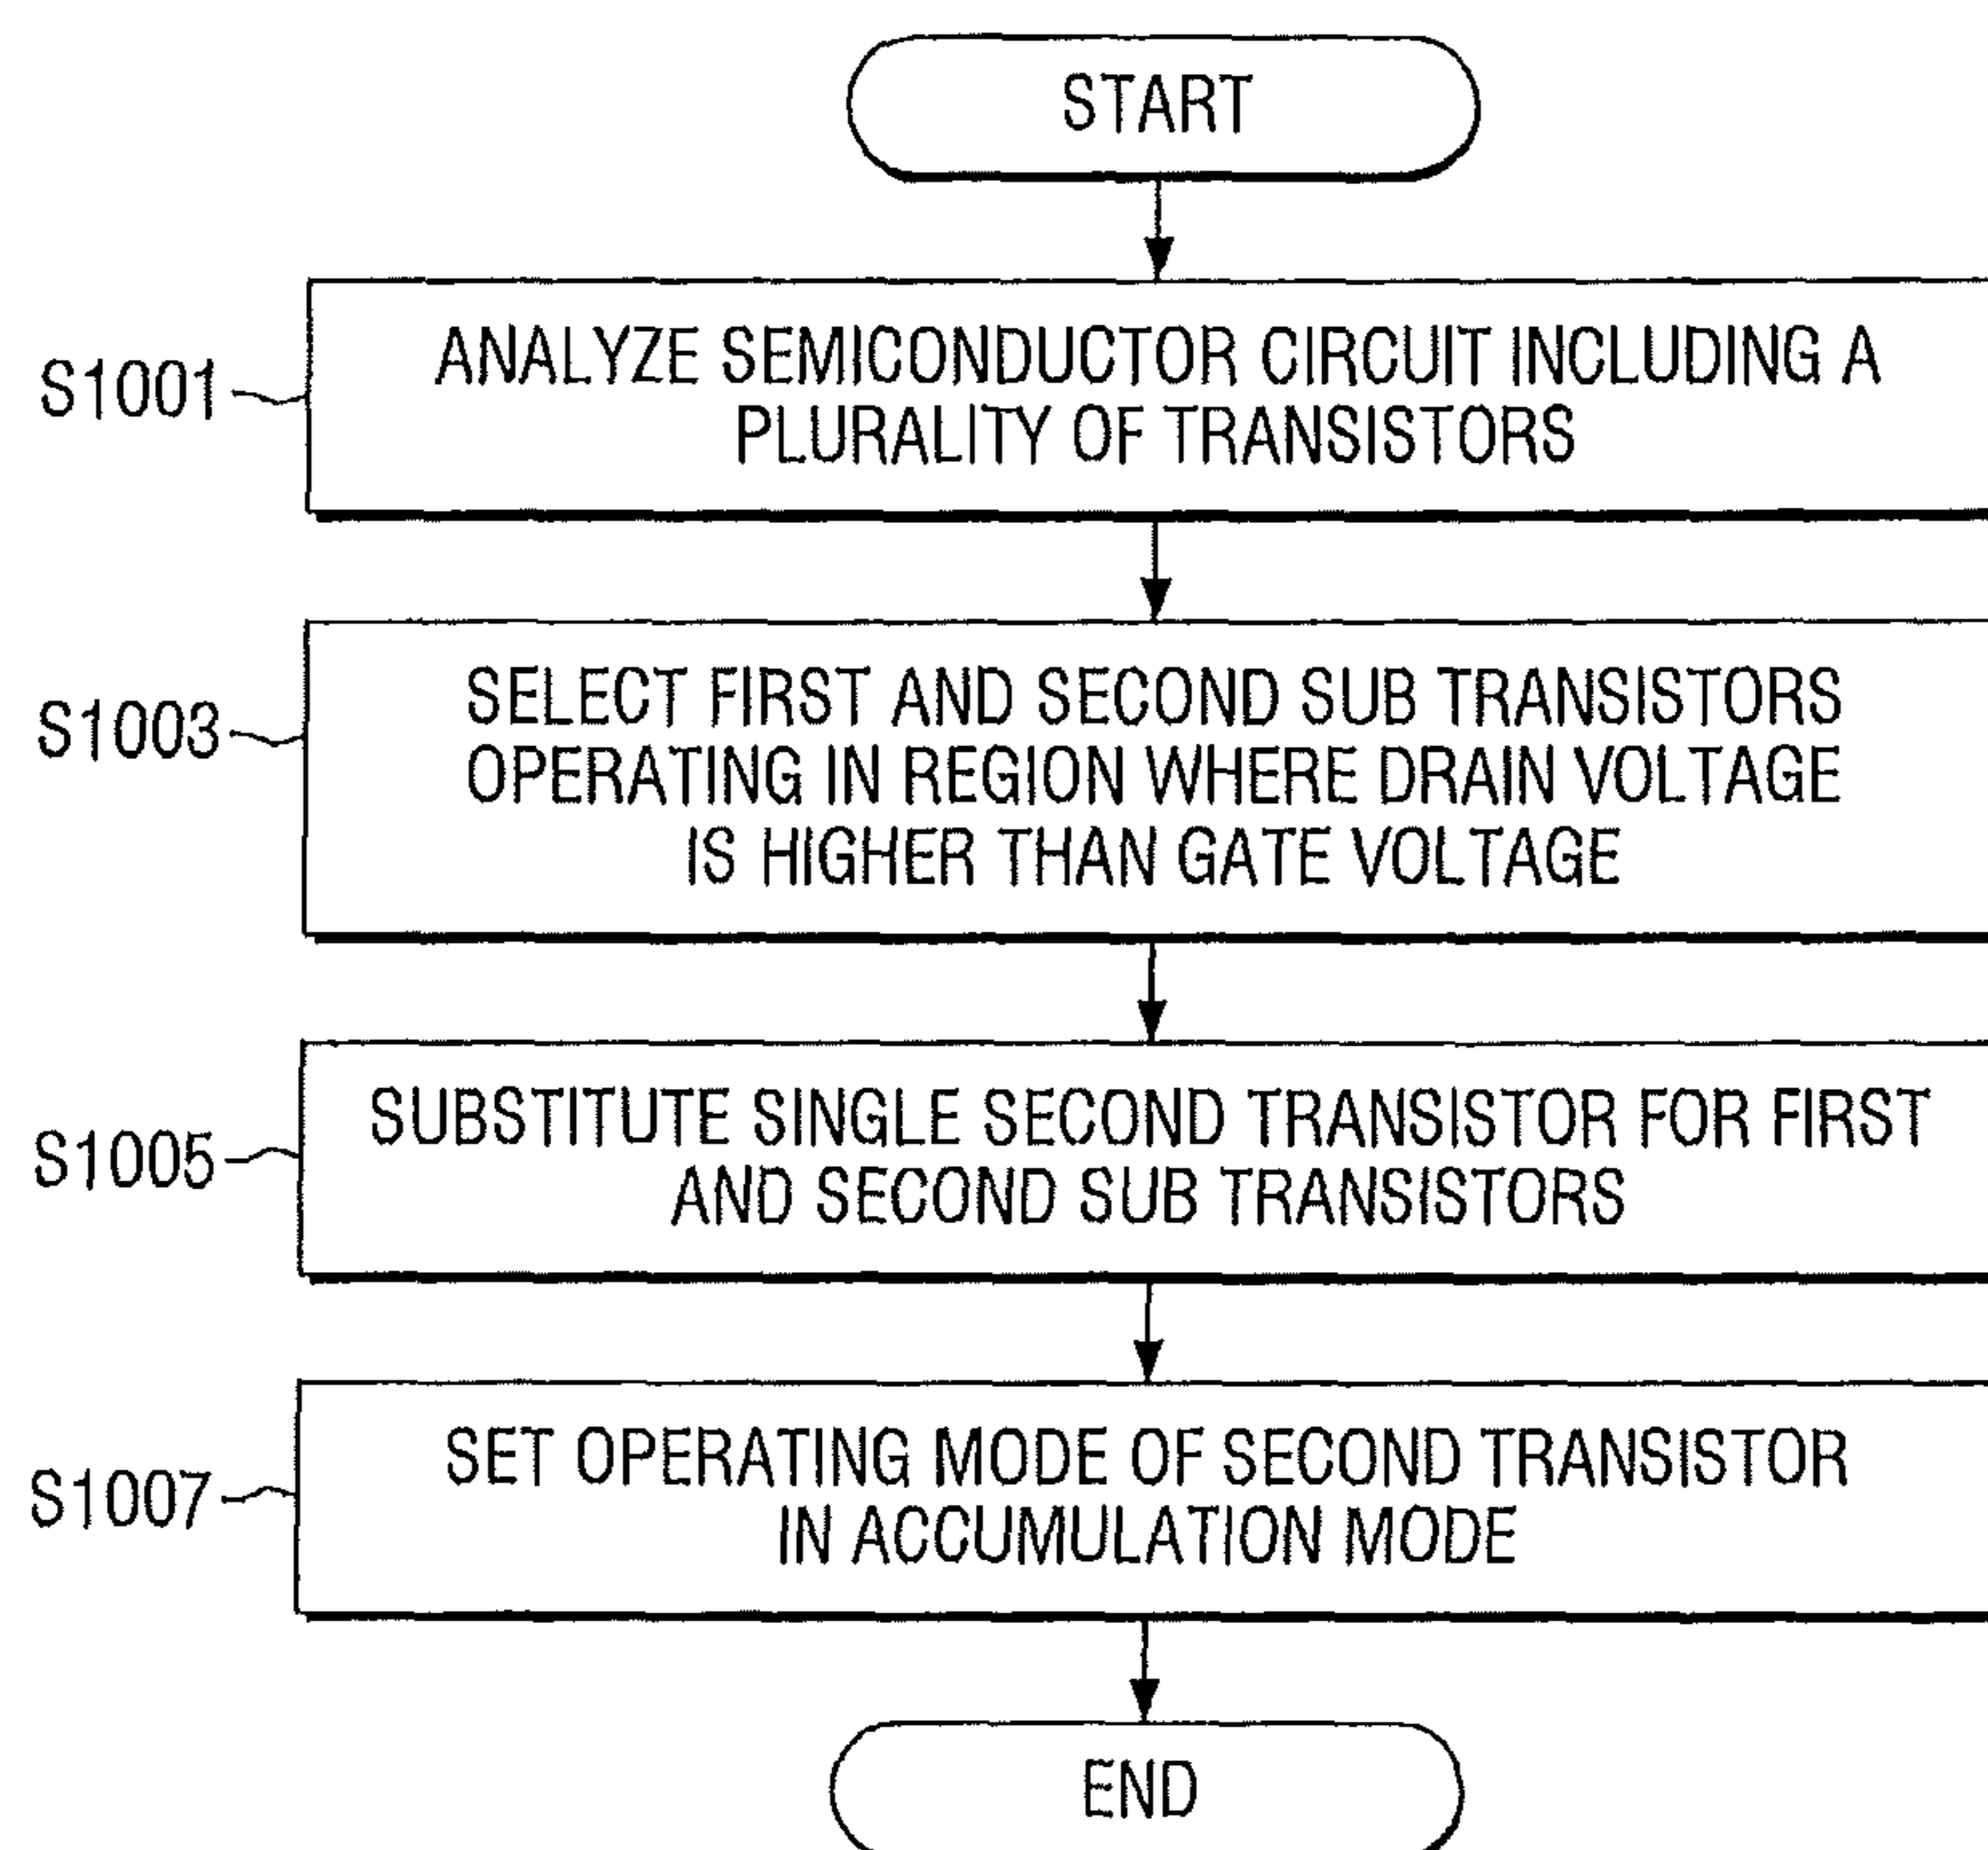 START
S1001
ANALYZE SEMICONDUCTOR CIRCUIT INCLUDING A
PLURALITY OF TRANSISTORS
S1003
SELECT FIRST AND SECOND SUB TRANSISTORS
OPERATING IN REGION WHERE DRAIN VOLTAGE
IS HIGHER THAN GATE VOLTAGE
S1005
SUBSTITUTE SINGLE SECOND TRANSISTOR FOR FIRST
AND SECOND SUB TRANSISTORS
S1007
SET OPERATING MODE OF SECOND TRANSISTOR
IN ACCUMULATION MODE
END